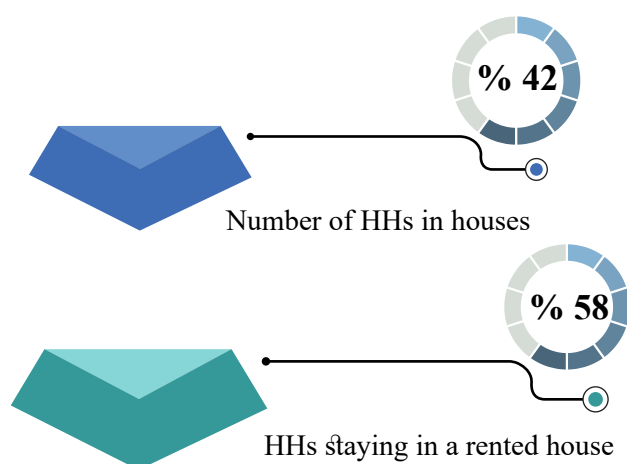 % 42
Number of HHs in houses
% 58
HHs staying in a rented house